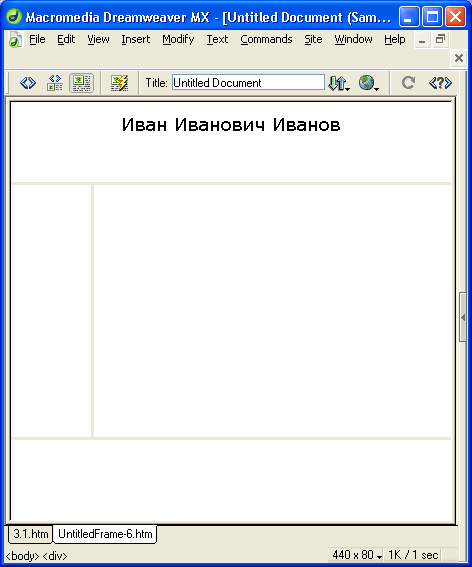 Macromedia Dreamweaver MX - [Untitled Document (Sam...
File Edit View Insert Modify Text Commands Site Window Help
Title: Untitled Document
Иван Иванович Иванов
3.1.htm UntitledFrame-6.htm
<body> <div> 440 x 80 1K / 1 sec